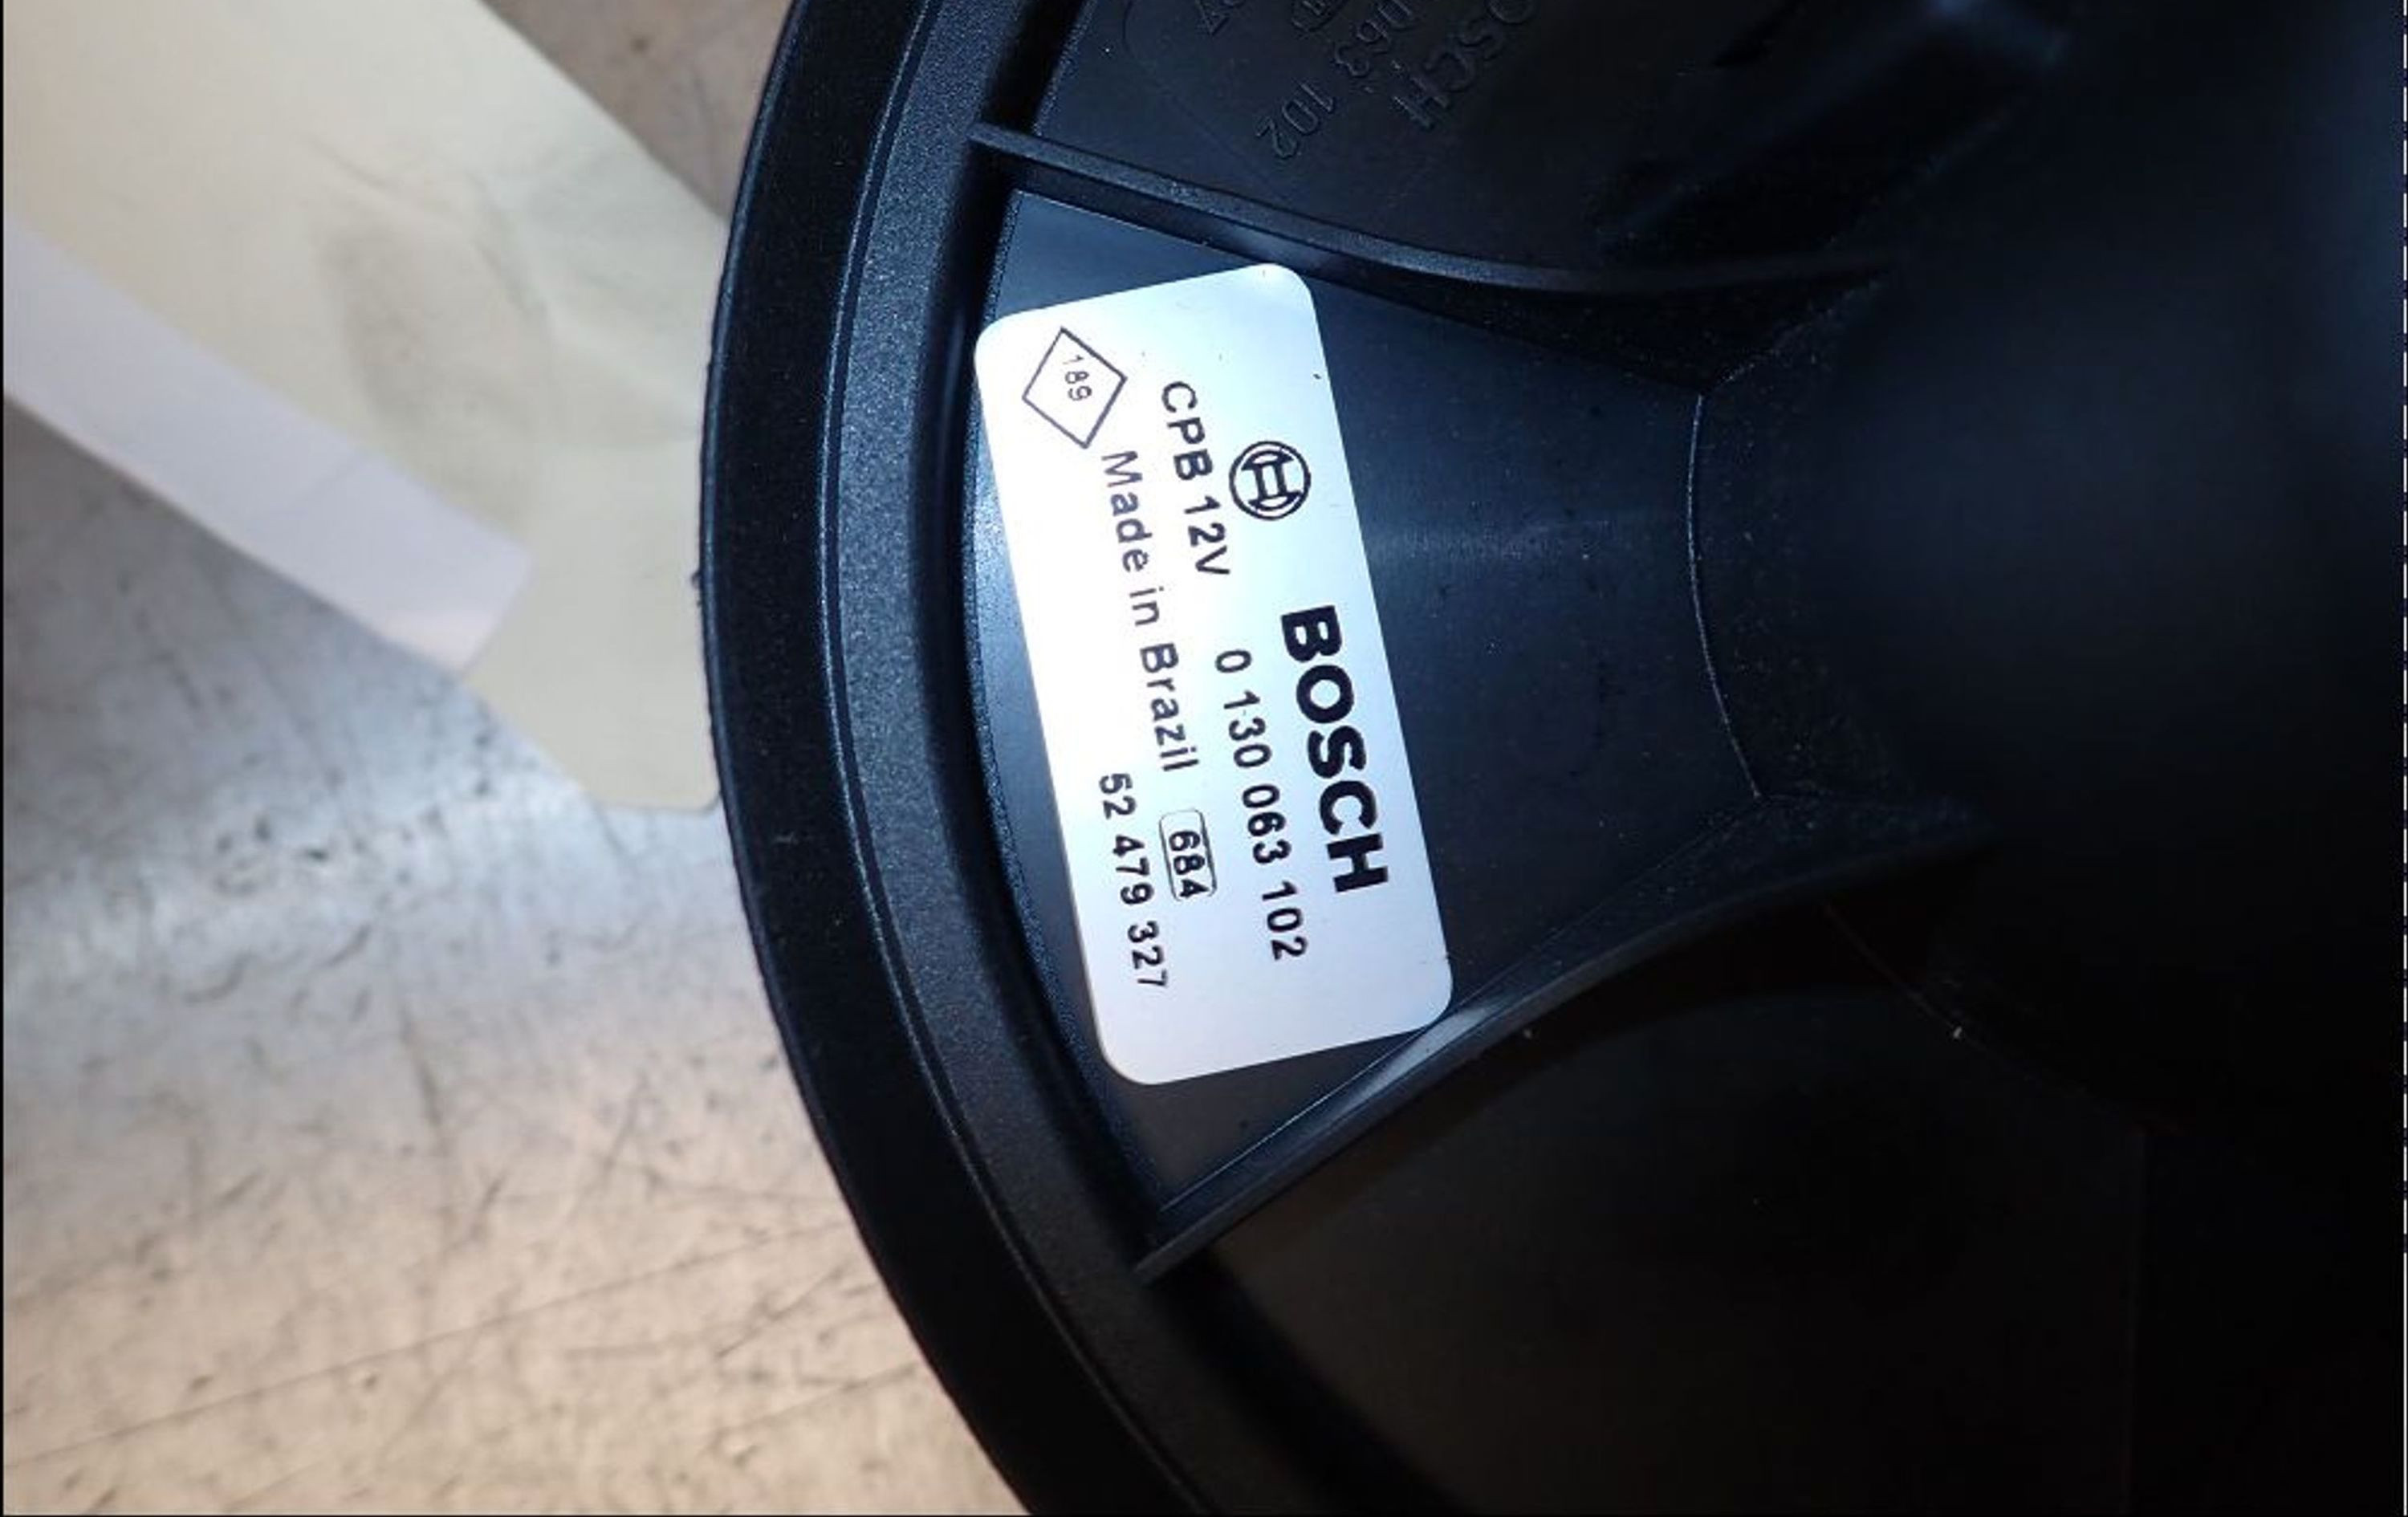 BOSCH
CPB 12V 0 130 063 102
189 Made in Brazil 684
52 479 327
BOSCH
063 102